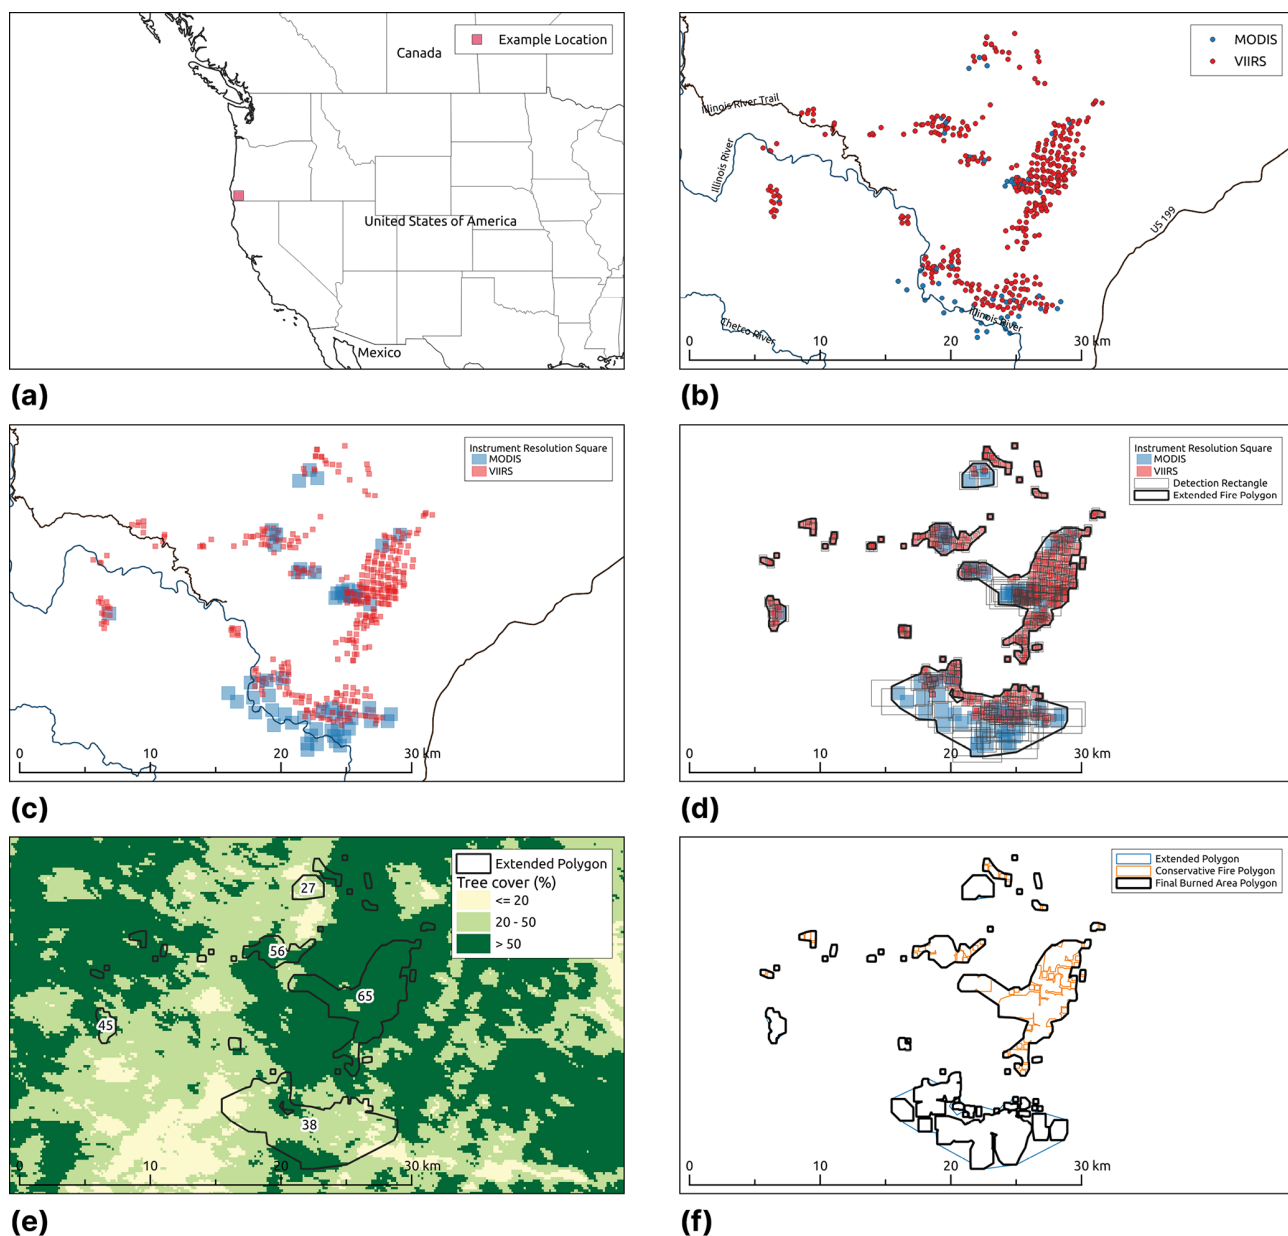 Canada
Example Location
United States of America
Mexico
(a)
MODIS
VIIRS
Illinois River Trail
Illinois River
US 199
Illinois River
Chetco River
0 10 20 30 km
(b)
Instrument Resolution Square
MODIS
VIIRS
0 10 20 30 km
(c)
Instrument Resolution Square
MODIS
VIIRS
Detection Rectangle
Extended Fire Polygon
0 10 20 30 km
(d)
Extended Polygon
Tree cover (%)
<= 20
20 - 50
> 50
27
56
65
45
38
0 10 20 30 km
(e)
Extended Polygon
Conservative Fire Polygon
Final Burned Area Polygon
0 10 20 30 km
(f)